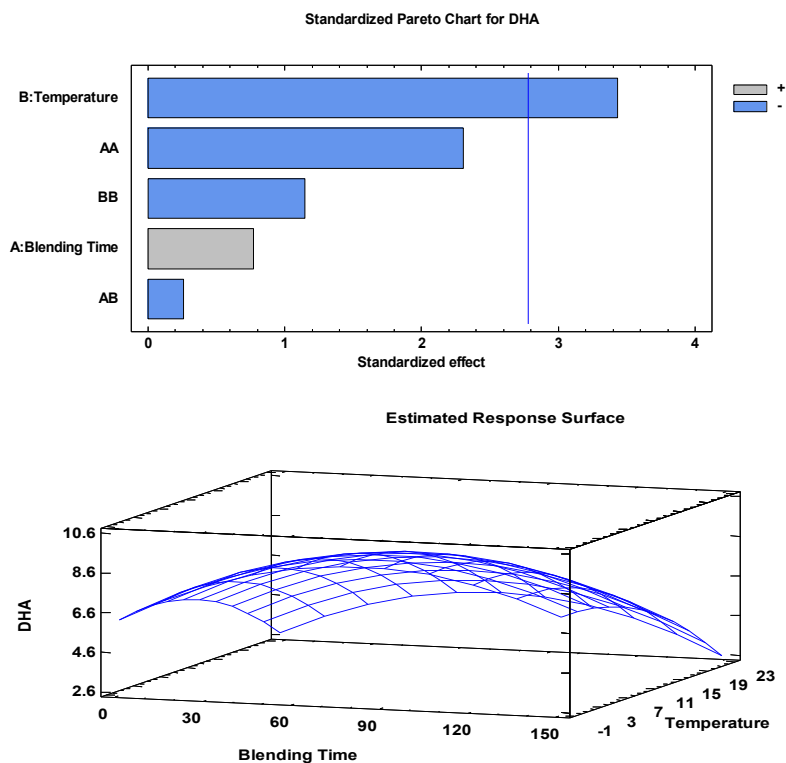 Standardized Pareto Chart for DHA
B:Temperature
AA
BB
A:Blending Time
AB
+
-
0 1 2 3 4
Standardized effect
Estimated Response Surface
10.6
8.6
6.6
4.6
2.6
DHA
0 30 60 90 120 150
Blending Time
-1 3 7 11 15 19 23
Temperature